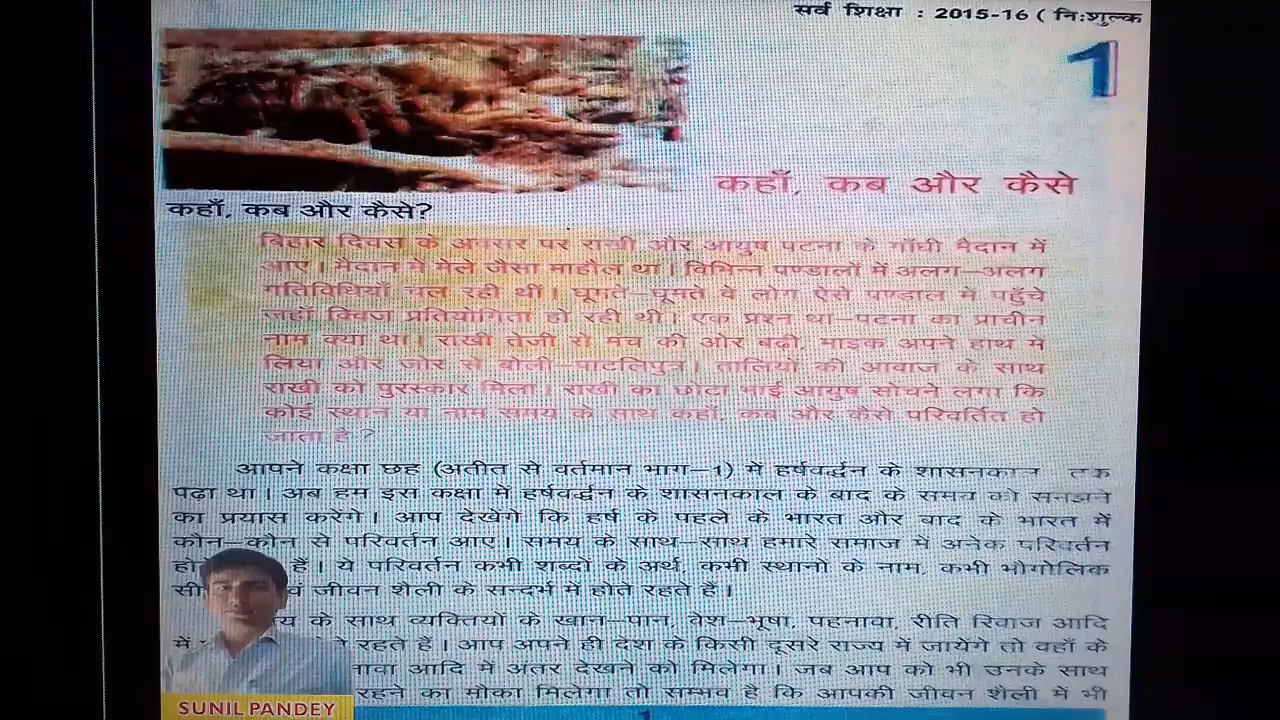 सर्व शिक्षा : 2015-16 ( निःशुल्क
1
कहाँ, कब और कैसे
कहाँ, कब और कैसे?
बिहार दिवस के अवसर पर राखी और आयुष पटना के गाँधी मैदान में
आए। मैदान में मेले जैसा माहौल था। विभिन्न पण्डालों में अलग–अलग
गतिविधियाँ चल रही थीं। घूमते–घूमते वे लोग ऐसे पण्डाल में पहुँचे
जहाँ क्विज प्रतियोगिता हो रही थी। एक प्रश्न था–पटना का प्राचीन
नाम क्या था। राखी तेजी से मंच की ओर बढ़ी, माइक अपने हाथ में
लिया और जोर से बोली–पाटलिपुत्र। तालियों की आवाज के साथ
राखी को पुरस्कार मिला। राखी का छोटा भाई आयुष सोचने लगा कि
कोई स्थान या नाम समय के साथ कहाँ, कब और कैसे परिवर्तित हो
जाता है ?
आपने कक्षा छह (अतीत से वर्तमान भाग–1) में हर्षवर्द्धन के शासनकाल तक
पढ़ा था। अब हम इस कक्षा में हर्षवर्द्धन के शासनकाल के बाद के समय को समझने
का प्रयास करेंगे। आप देखेंगे कि हर्ष के पहले के भारत और बाद के भारत में
कौन–कौन से परिवर्तन आए। समय के साथ–साथ हमारे समाज में अनेक परिवर्तन
हो हैं। ये परिवर्तन कभी शब्दों के अर्थ, कभी स्थानों के नाम, कभी भौगोलिक
सी वं जीवन शैली के सन्दर्भ में होते रहते हैं।
य के साथ व्यक्तियों के खान–पान, वेश–भूषा, पहनावा, रीति रिवाज आदि
में रहते हैं। आप अपने ही देश के किसी दूसरे राज्य में जायेंगे तो वहाँ के
नावा आदि में अंतर देखने को मिलेगा। जब आप को भी उनके साथ
रहने का मौका मिलेगा तो सम्भव है कि आपकी जीवन शैली में भी
SUNIL PANDEY
1